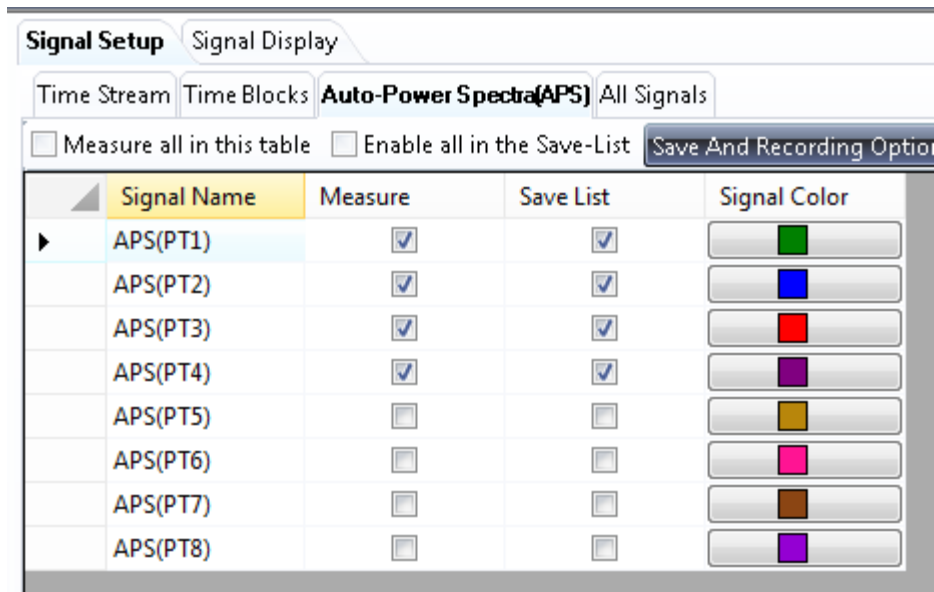 Signal Setup Signal Display
Time Stream Time Blocks Auto-Power Spectra(APS) All Signals
Measure all in this table Enable all in the Save-List Save And Recording
Signal Name Measure Save List Signal Color
APS(PT1)
APS(PT2)
APS(PT3)
APS(PT4)
APS(PT5)
APS(PT6)
APS(PT7)
APS(PT8)